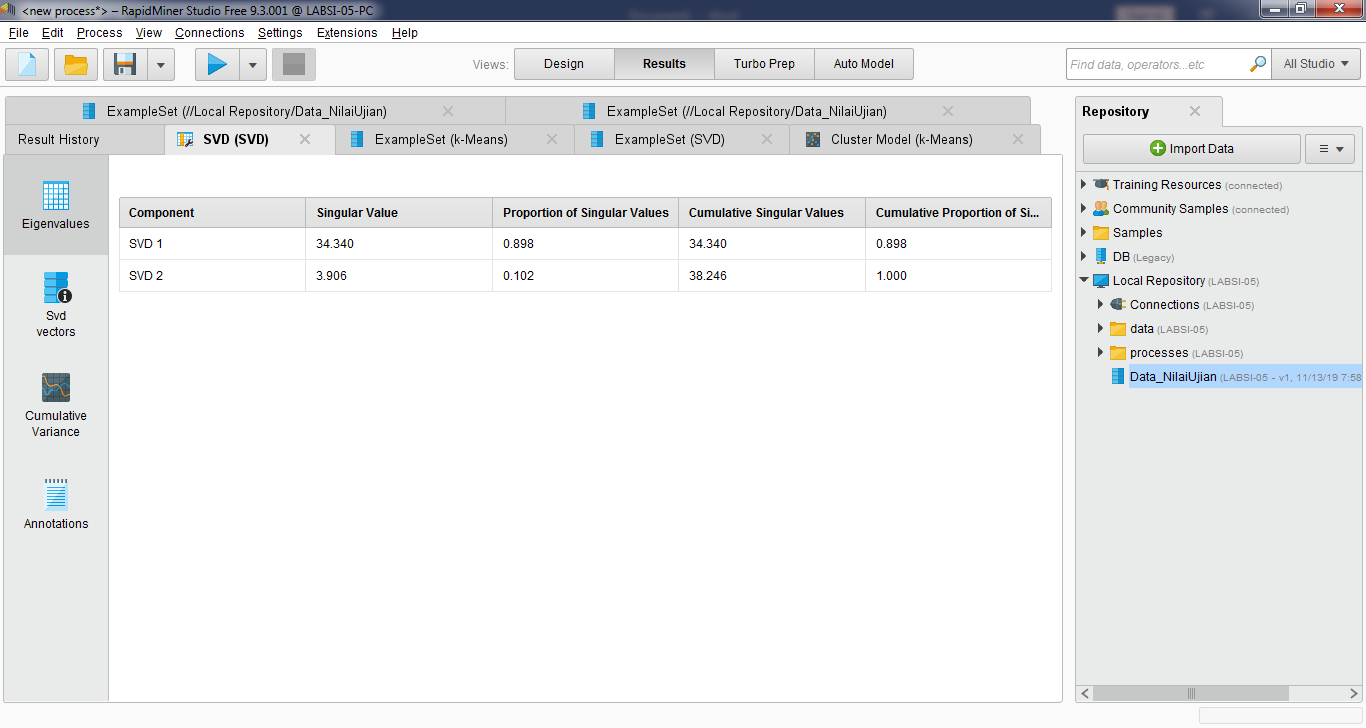 <new process*> – RapidMiner Studio Free 9.3.001 @ LABSI-05-PC
File Edit Process View Connections Settings Extensions Help
Views: Design Results Turbo Prep Auto Model Find data, operators...etc All Studio
ExampleSet (//Local Repository/Data_NilaiUjian) ExampleSet (//Local Repository/Data_NilaiUjian)
Result History SVD (SVD) ExampleSet (k-Means) ExampleSet (SVD) Cluster Model (k-Means)
Eigenvalues
Svd
vectors
Cumulative
Variance
Annotations
Component Singular Value Proportion of Singular Values Cumulative Singular Values Cumulative Proportion of Si...
SVD 1 34.340 0.898 34.340 0.898
SVD 2 3.906 0.102 38.246 1.000
Repository
Import Data
Training Resources (connected)
Community Samples (connected)
Samples
DB (Legacy)
Local Repository (LABSI-05)
Connections (LABSI-05)
data (LABSI-05)
processes (LABSI-05)
Data_NilaiUjian (LABSI-05 - v1, 11/13/19 7:58